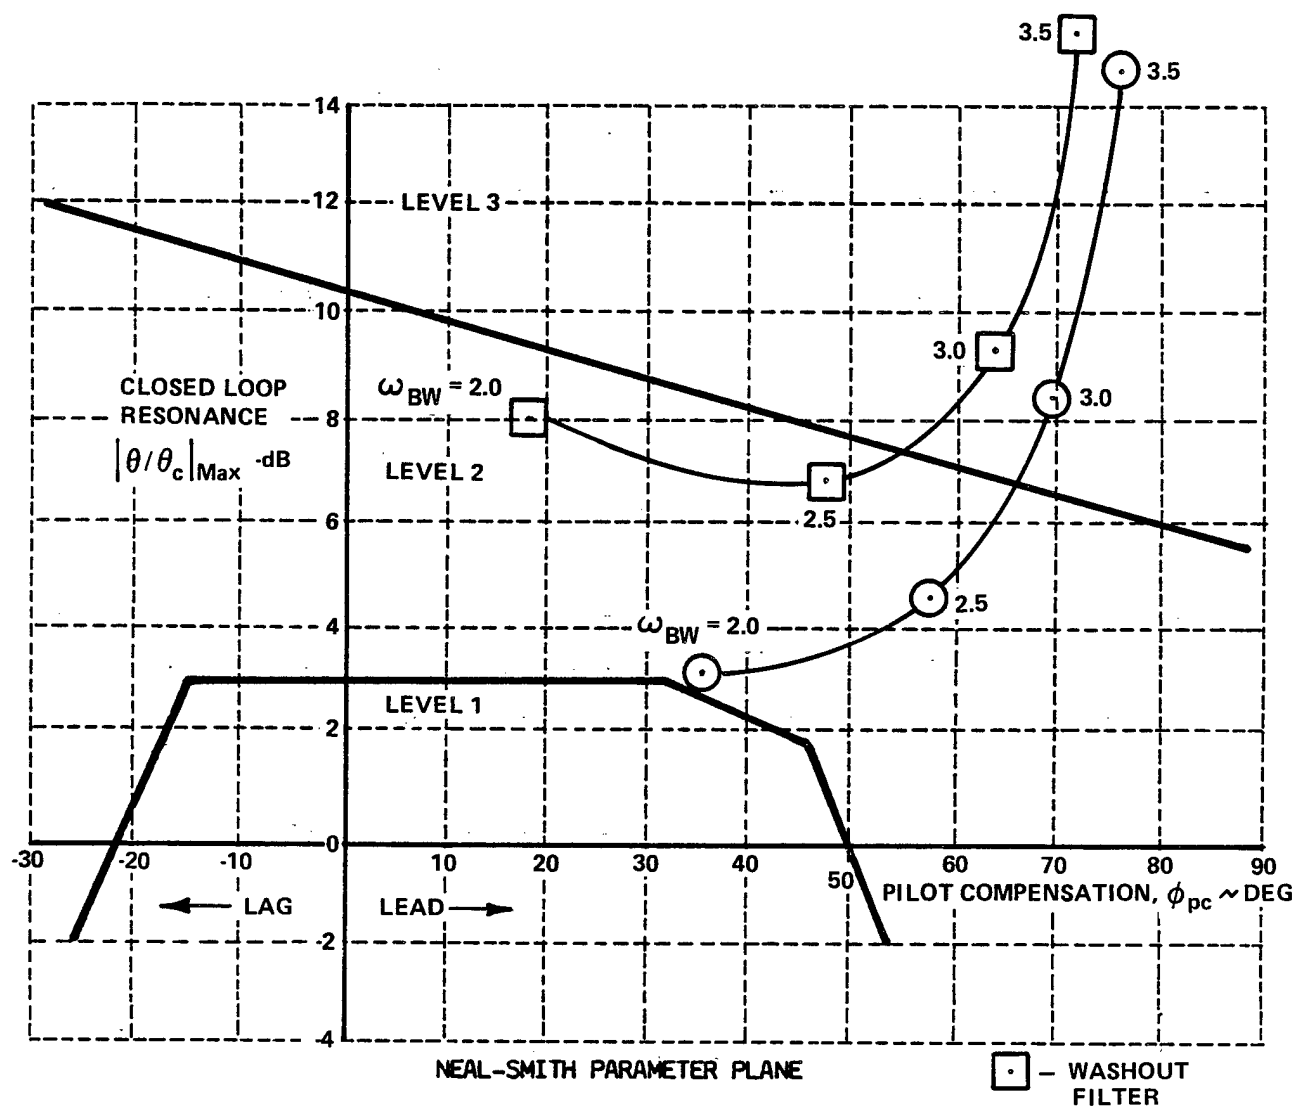 3.5
3.5
14
12
LEVEL 3
10
3.0
CLOSED LOOP
RESONANCE
|θ/θc|Max -dB
ωBW = 2.0
8
3.0
LEVEL 2
6
2.5
2.5
4
ωBW = 2.0
LEVEL 1
2
0
-30 -20 -10 10 20 30 40 50 60 70 80 90
PILOT COMPENSATION, ϕpc ~ DEG
LAG
LEAD
-2
-4
NEAL-SMITH PARAMETER PLANE
– WASHOUT
FILTER